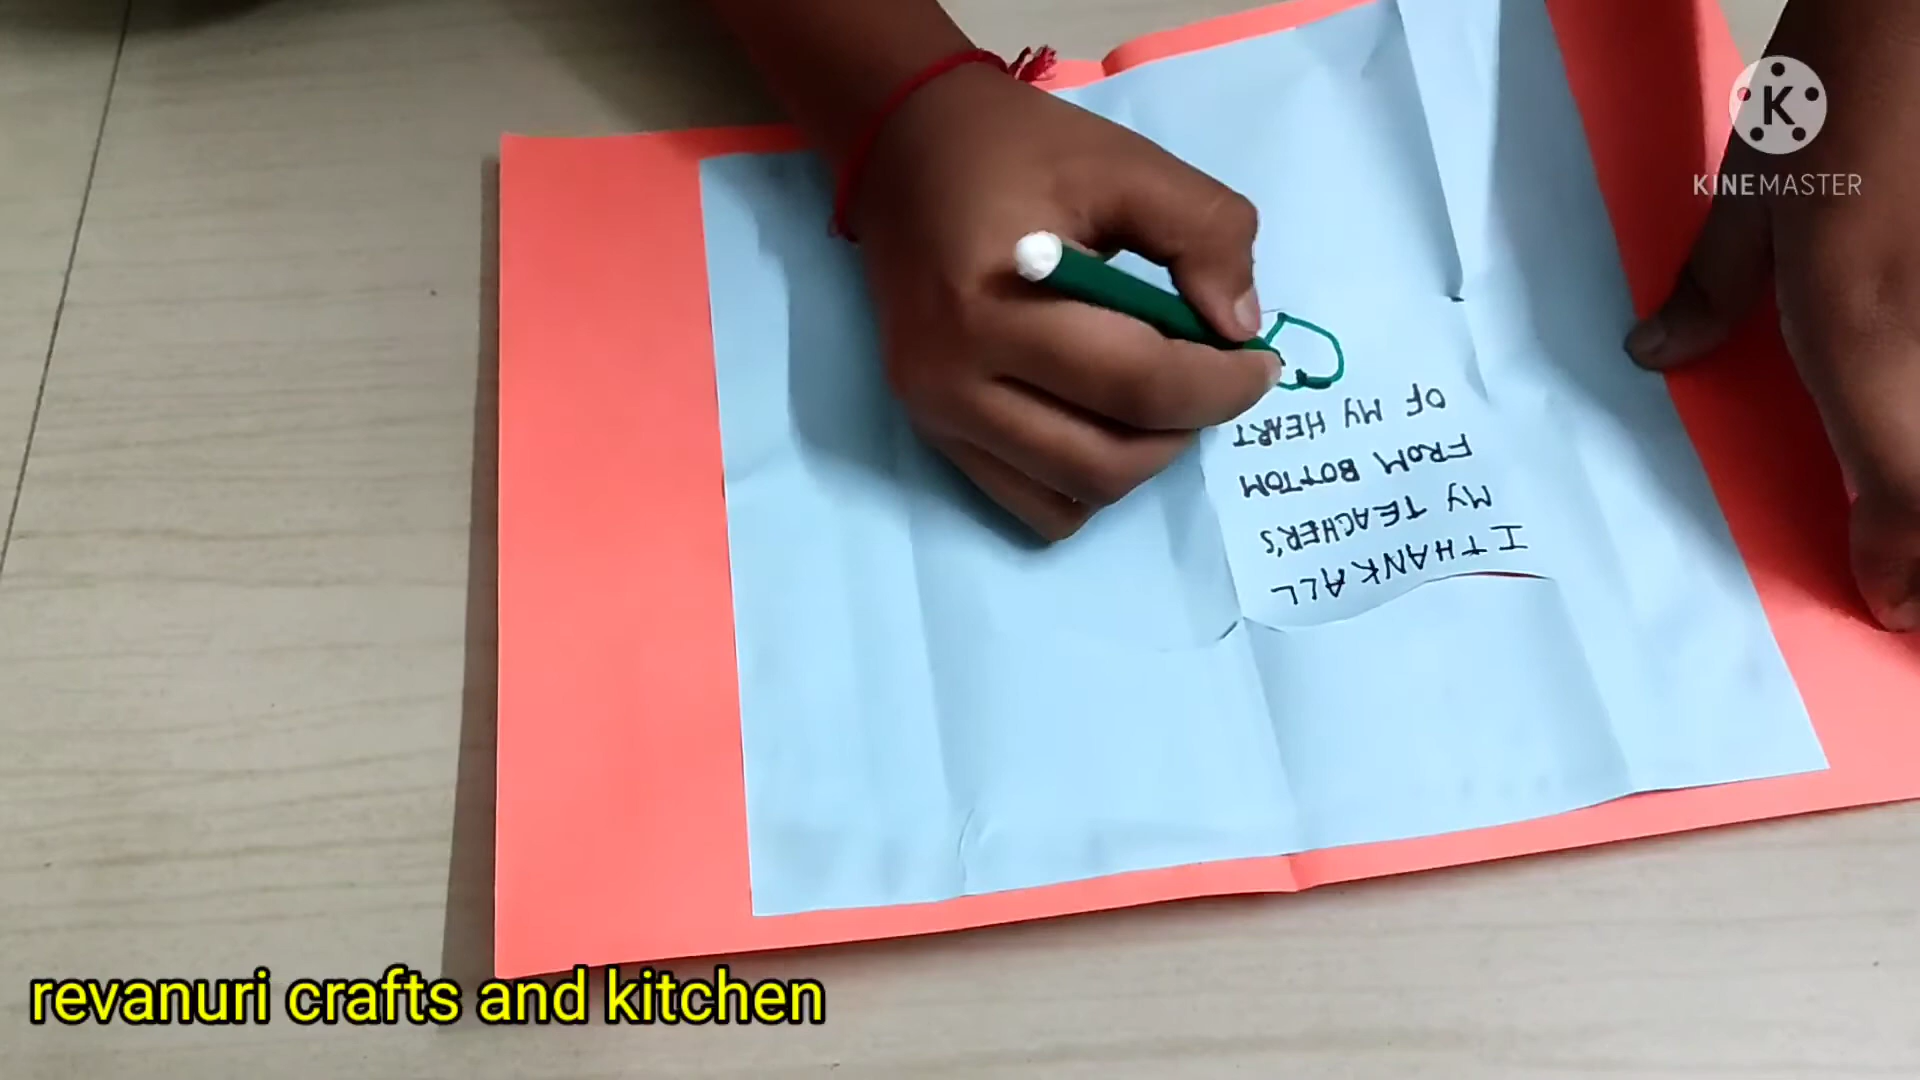 K
KINEMASTER
I THANK ALL
MY TEACHER'S
FROM BOTTOM
OF MY HEART
revanuri crafts and kitchen